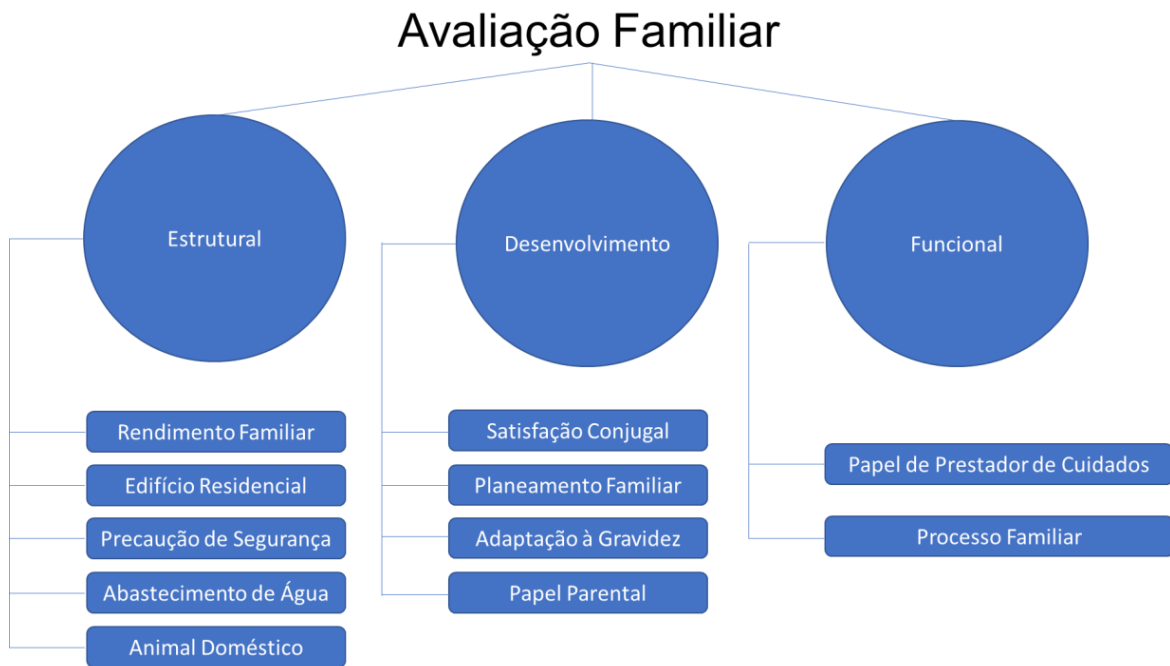 Avaliação Familiar
Estrutural
Rendimento Familiar
Edifício Residencial
Precaução de Segurança
Abastecimento de Água
Animal Doméstico
Desenvolvimento
Satisfação Conjugal
Planeamento Familiar
Adaptação à Gravidez
Papel Parental
Funcional
Papel de Prestador de Cuidados
Processo Familiar